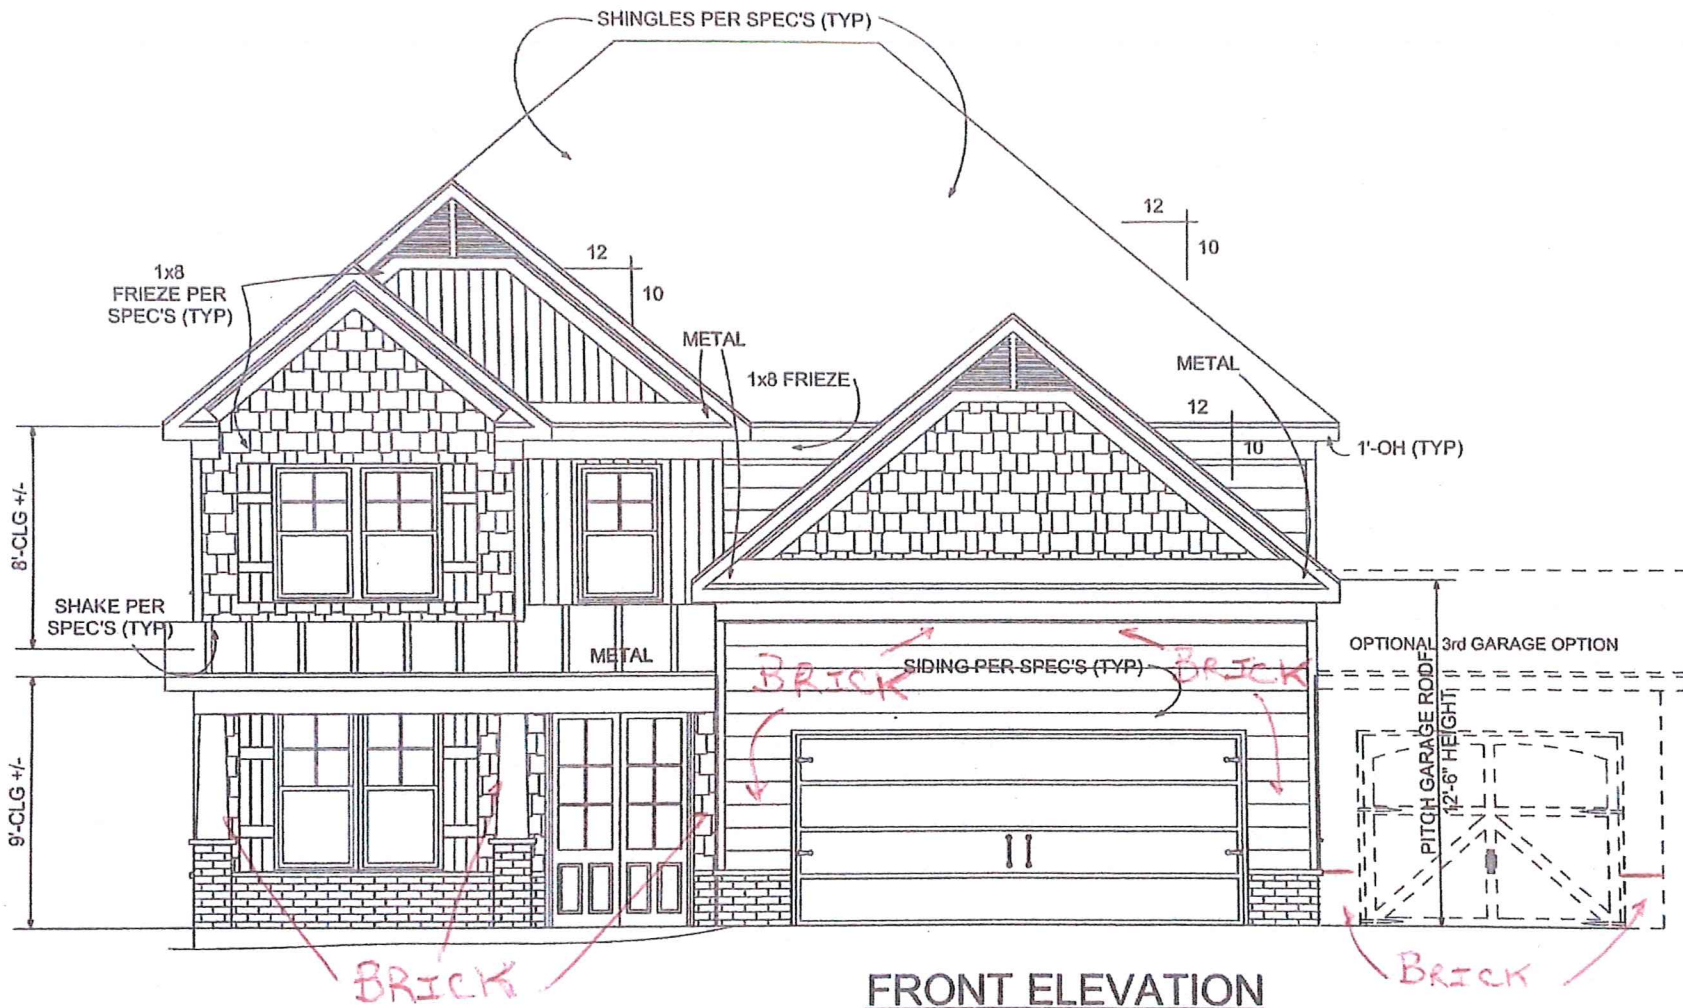 SHINGLES PER SPEC'S (TYP)
12
10
12
10
1x8
FRIEZE PER
SPEC'S (TYP)
METAL
1x8 FRIEZE
METAL
12
10
1'-OH (TYP)
8'-CLG +/-
SHAKE PER
SPEC'S (TYP)
METAL
BRICK
SIDING PER SPEC'S (TYP)
BRICK
OPTIONAL 3rd GARAGE OPTION
PITCH GARAGE ROOF
12'-6" HEIGHT
9'-CLG +/-
BRICK
BRICK
FRONT ELEVATION